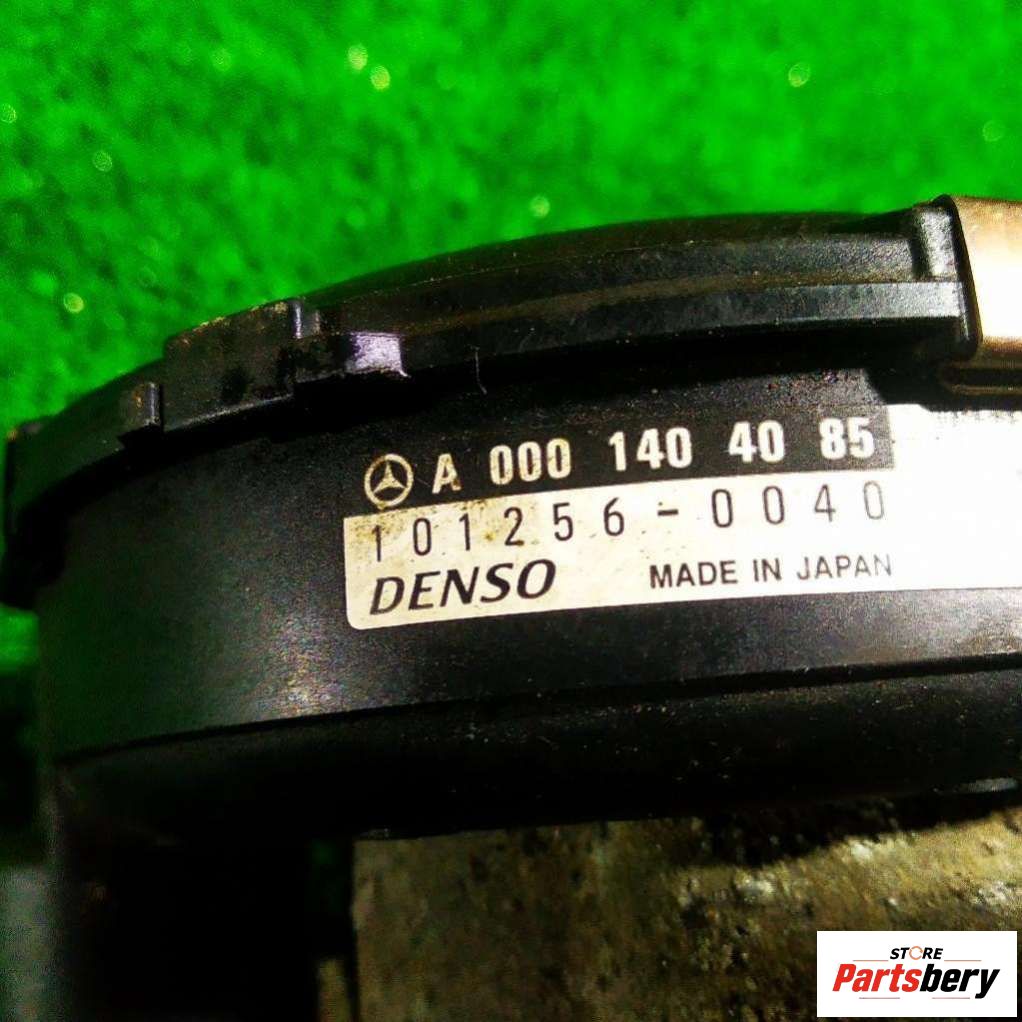 A 000 140 40 85
101256-0040
DENSO MADE IN JAPAN
STORE
Partsbery